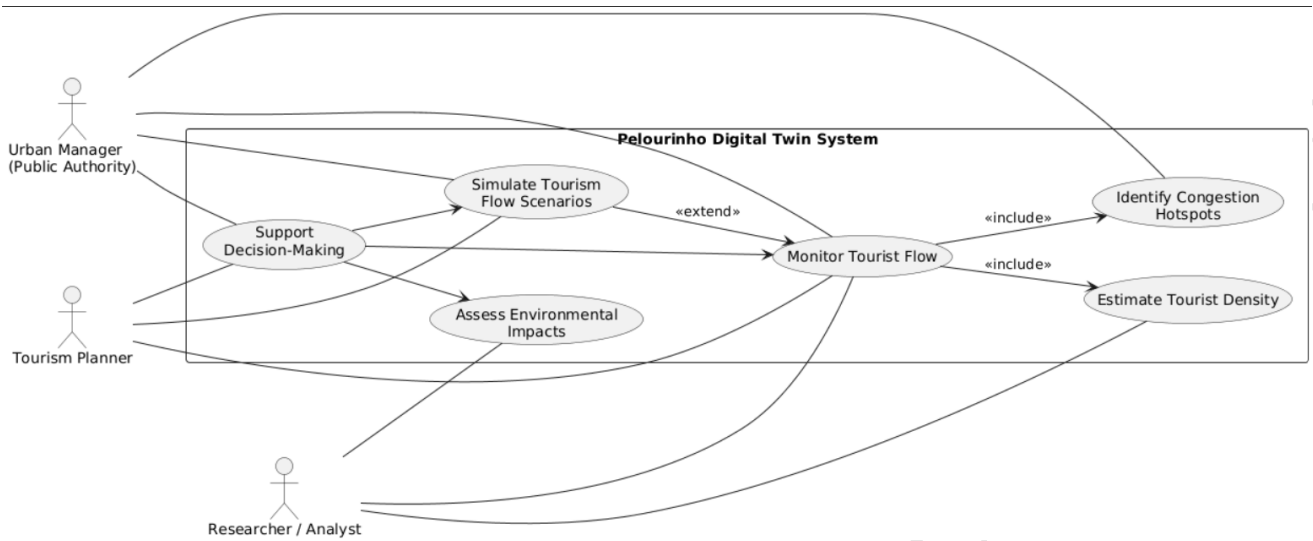 Pelourinho Digital Twin System
Urban Manager
(Public Authority)
Simulate Tourism
Flow Scenarios
Identify Congestion
Hotspots
«extend»
«include»
Support
Decision-Making
Monitor Tourist Flow
«include»
Estimate Tourist Density
Assess Environmental
Impacts
Tourism Planner
Researcher / Analyst